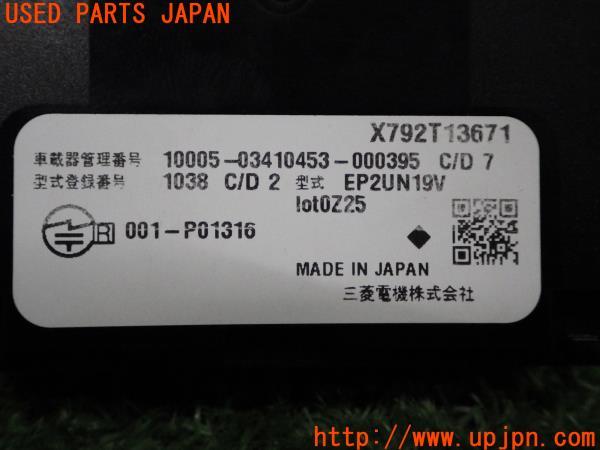 USED PARTS JAPAN
X792T13671
車載器管理番号 10005-03410453-000395 C/D 7
型式登録番号 1038 C/D 2 型式 EP2UN19V
lot0Z25
R 001-P01316
MADE IN JAPAN
三菱電機株式会社
http://www.upjpn.com